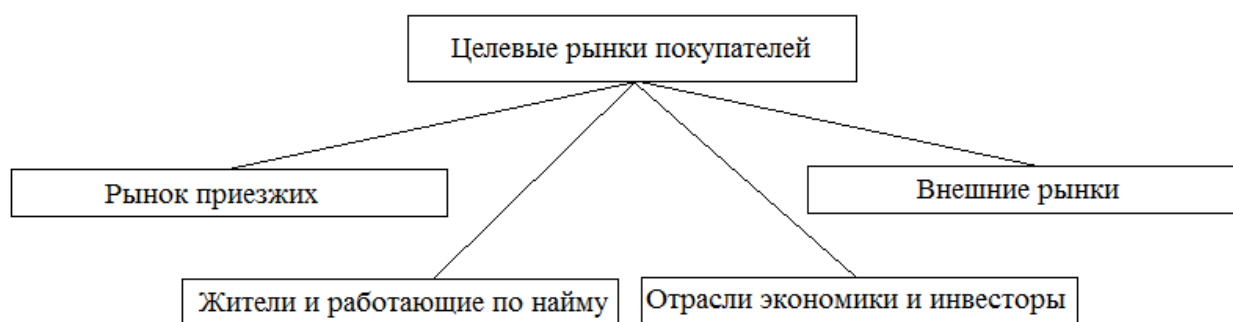 Целевые рынки покупателей
Рынок приезжих
Внешние рынки
Жители и работающие по найму
Отрасли экономики и инвесторы